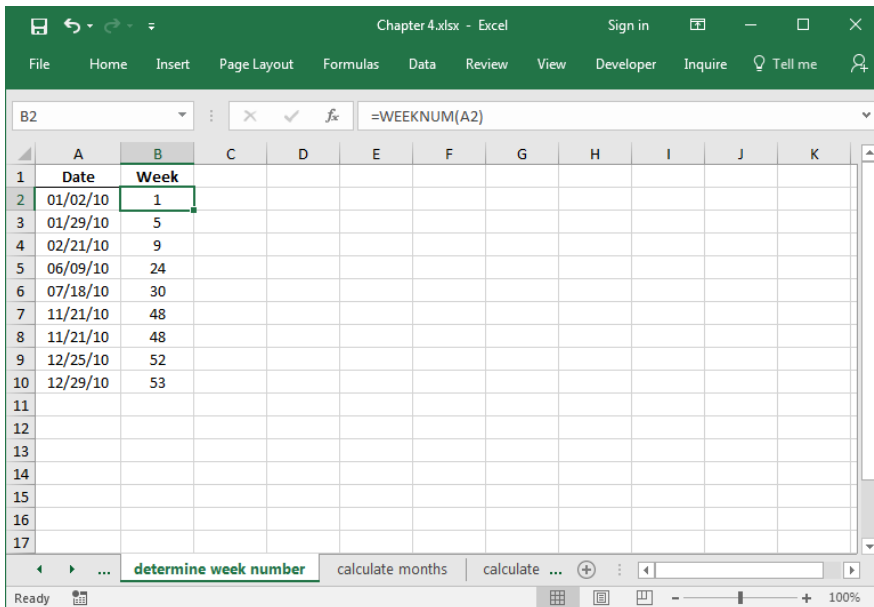 Chapter 4.xlsx - Excel Sign in
File Home Insert Page Layout Formulas Data Review View Developer Inquire Tell me
B2 fx =WEEKNUM(A2)
A B C D E F G H I J K
1 Date Week
2 01/02/10 1
3 01/29/10 5
4 02/21/10 9
5 06/09/10 24
6 07/18/10 30
7 11/21/10 48
8 11/21/10 48
9 12/25/10 52
10 12/29/10 53
11
12
13
14
15
16
17
... determine week number calculate months calculate ...
Ready 100%